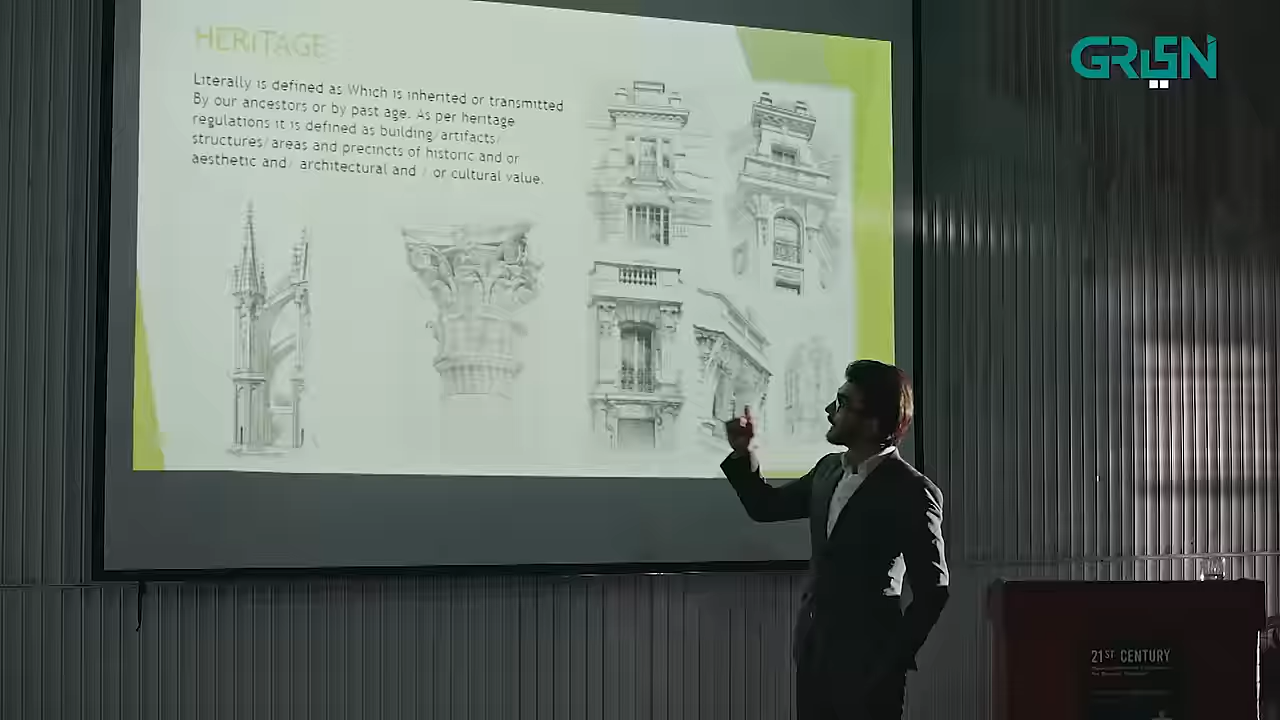 HERITAGE
Literally is defined as Which is inherited or transmitted
By our ancestors or by past age. As per heritage
regulations it is defined as building/artifacts/
structures/areas and precincts of historic and or
aesthetic and/ architectural and / or cultural value.
GREEN
21ST CENTURY